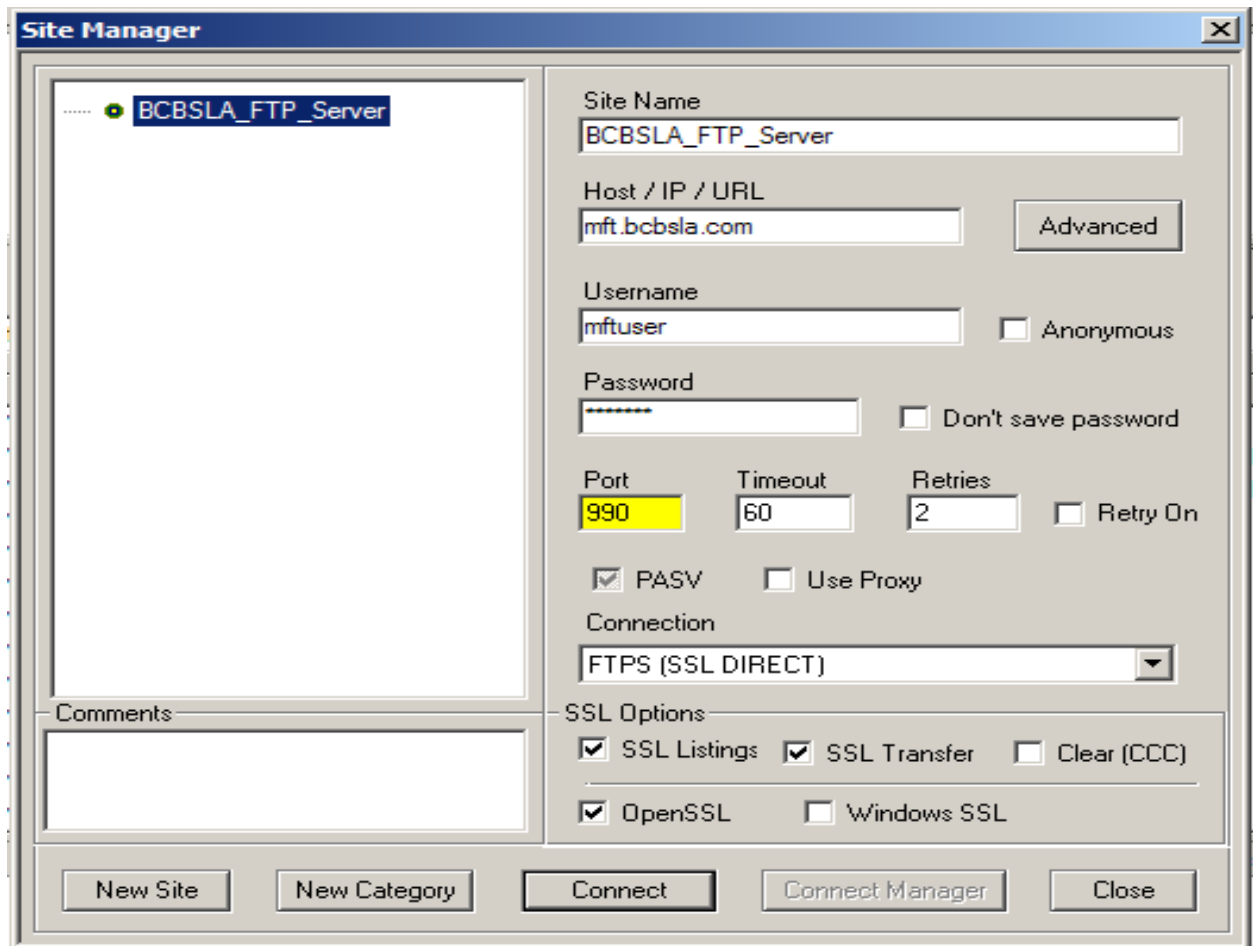 Site Manager
BCBSLA_FTP_Server
Site Name
BCBSLA_FTP_Server
Host / IP / URL
mft.bcbsla.com
Advanced
Username
mftuser
Anonymous
Password
*******
Don't save password
Port Timeout Retries
990 60 2 Retry On
PASV Use Proxy
Connection
FTPS (SSL DIRECT)
Comments
SSL Options
SSL Listings SSL Transfer Clear (CCC)
OpenSSL Windows SSL
New Site New Category Connect Connect Manager Close